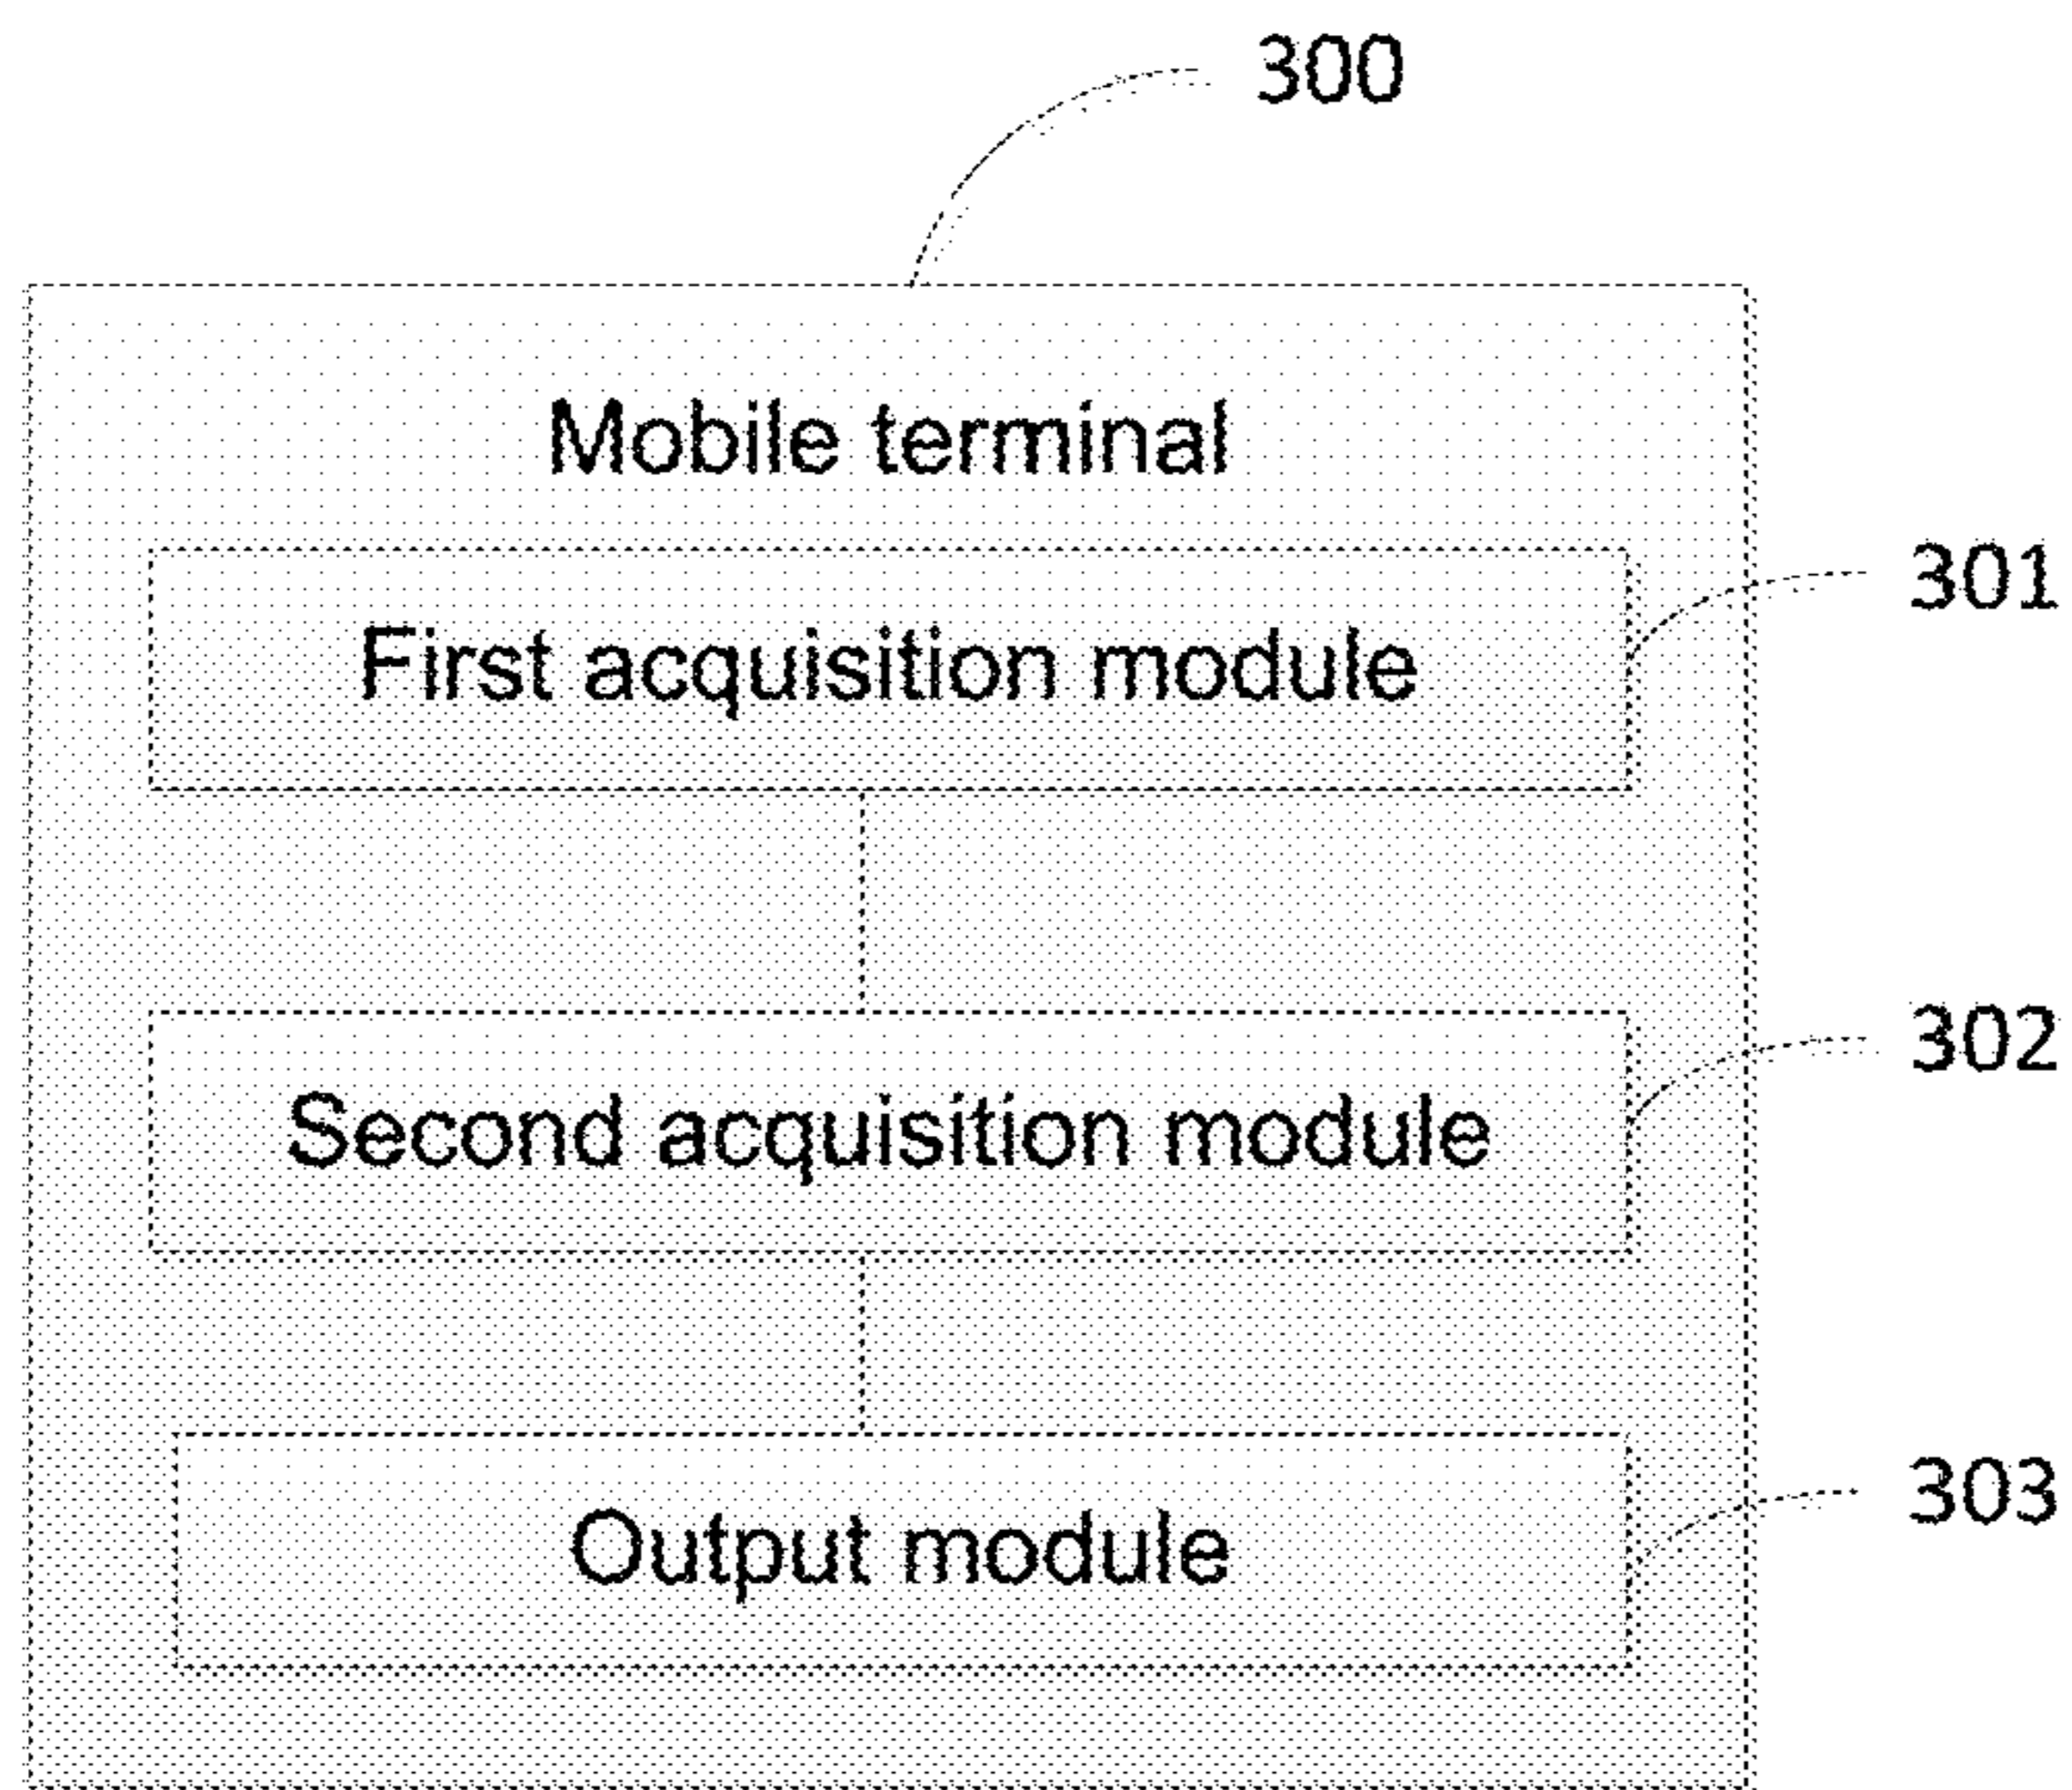 300
Mobile terminal
301
First acquisition module
302
Second acquisition module
303
Output module